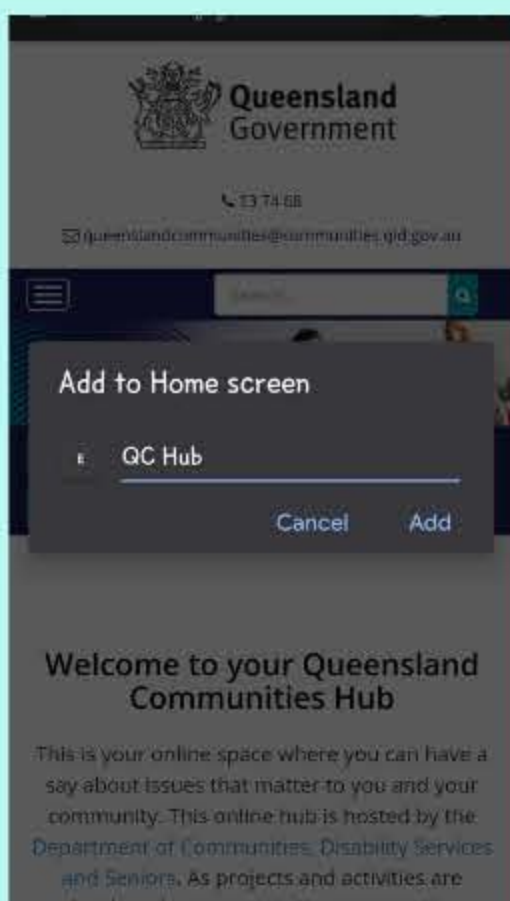 Queensland
Government
13 74 68
queenslandcommunities@communities.qld.gov.au
Search...
Add to Home screen
E
QC Hub
Cancel Add
Welcome to your Queensland
Communities Hub
This is your online space where you can have a
say about issues that matter to you and your
community. This online hub is hosted by the
Department of Communities, Disability Services
and Seniors. As projects and activities are